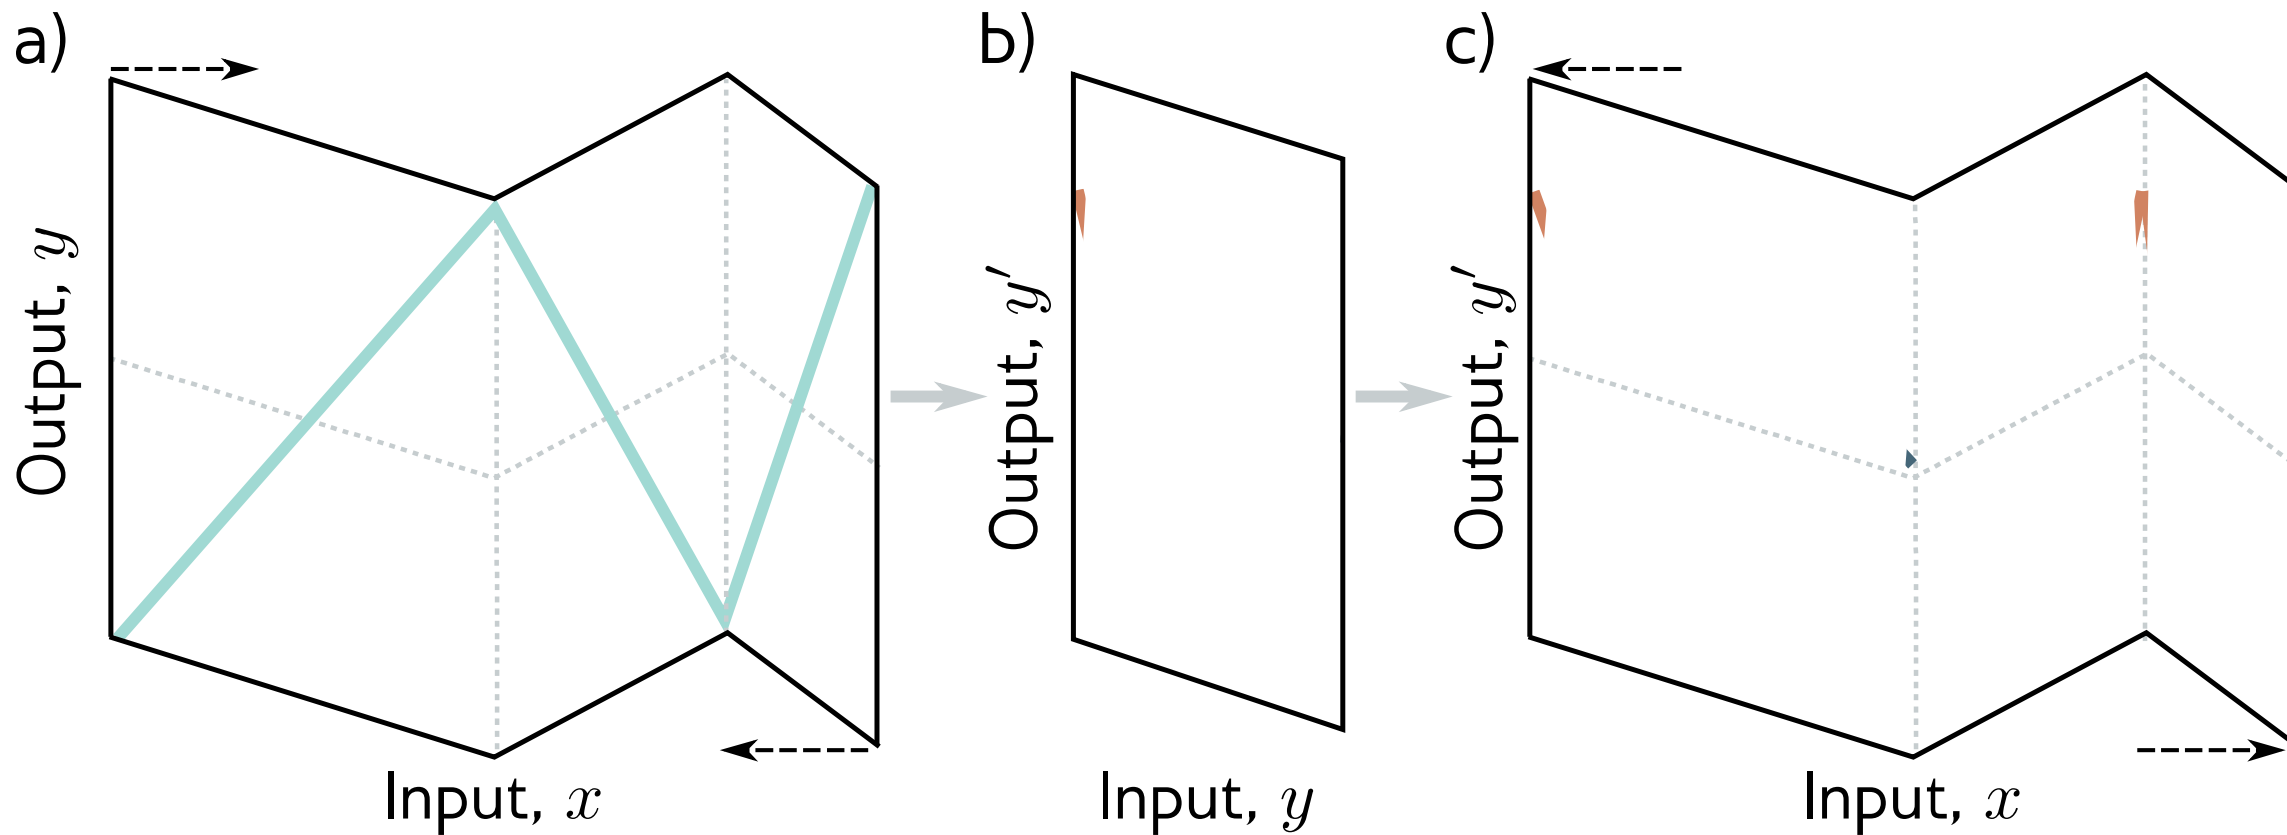 a)
b)
c)
Output, y
Input, x
Output, y′
Input, y
Output, y′
Input, x